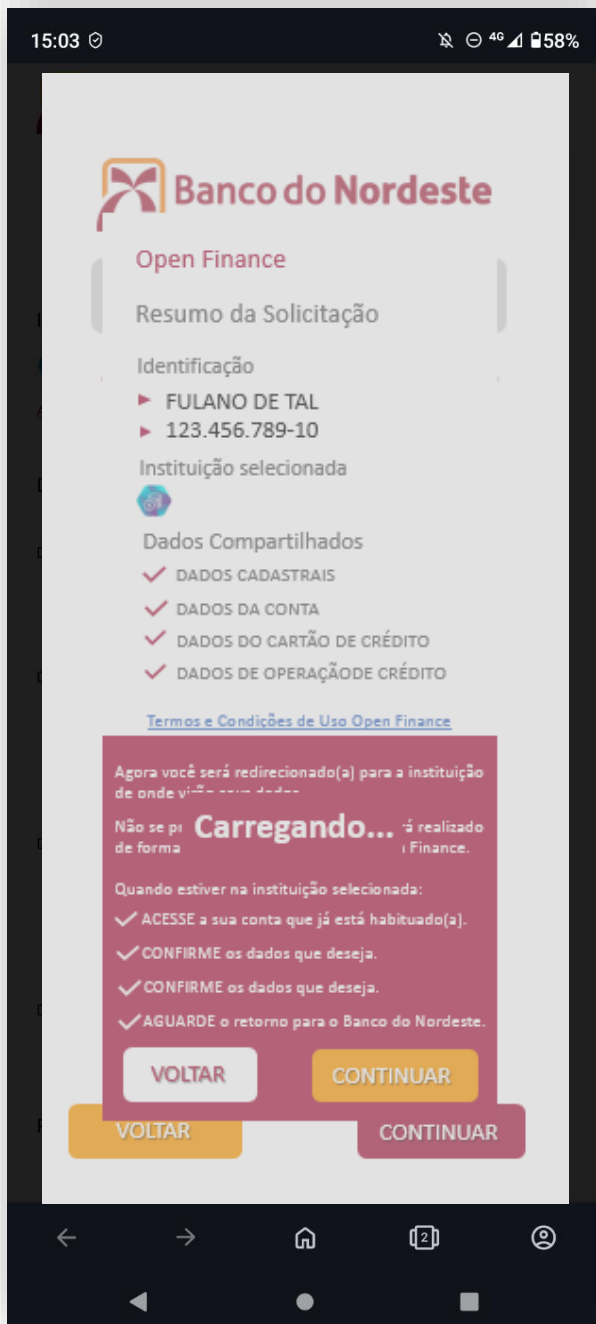 15:03
4G
58%
Banco do Nordeste
Open Finance
Resumo da Solicitação
Identificação
FULANO DE TAL
123.456.789-10
Instituição selecionada
Dados Compartilhados
DADOS CADASTRAIS
DADOS DA CONTA
DADOS DO CARTÃO DE CRÉDITO
DADOS DE OPERAÇÃODE CRÉDITO
Termos e Condições de Uso Open Finance
Agora você será redirecionado(a) para a instituição
de onde
Não se
Carregando...
realizado
de forma
Finance.
Quando estiver na instituição selecionada:
ACESSE a sua conta que já está habituado(a).
CONFIRME os dados que deseja.
CONFIRME os dados que deseja.
AGUARDE o retorno para o Banco do Nordeste.
VOLTAR
CONTINUAR
VOLTAR
CONTINUAR
2